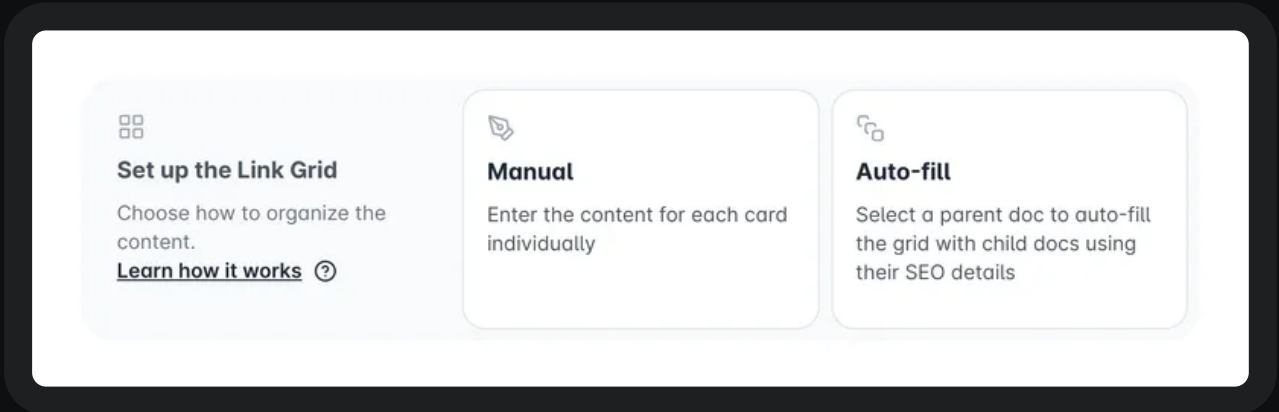 Set up the Link Grid
Choose how to organize the
content.
Learn how it works
Manual
Enter the content for each card
individually
Auto-fill
Select a parent doc to auto-fill
the grid with child docs using
their SEO details